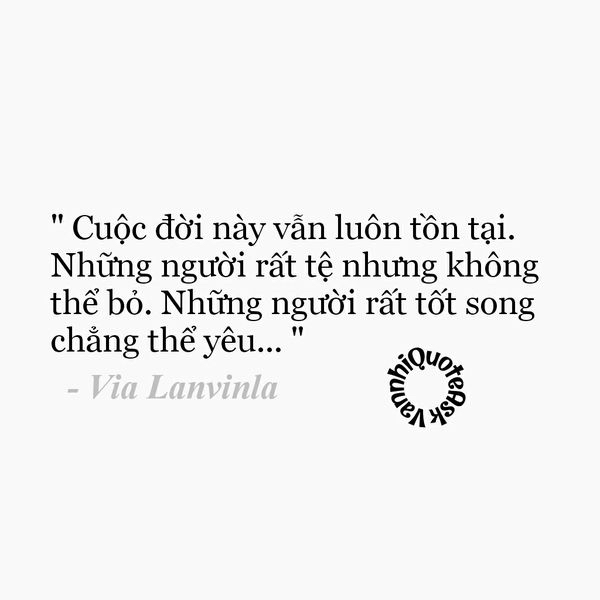 " Cuộc đời này vẫn luôn tồn tại.
Những người rất tệ nhưng không
thể bỏ. Những người rất tốt song
chẳng thể yêu... "
- Via Lanvinla
VannhiQuoteAsk